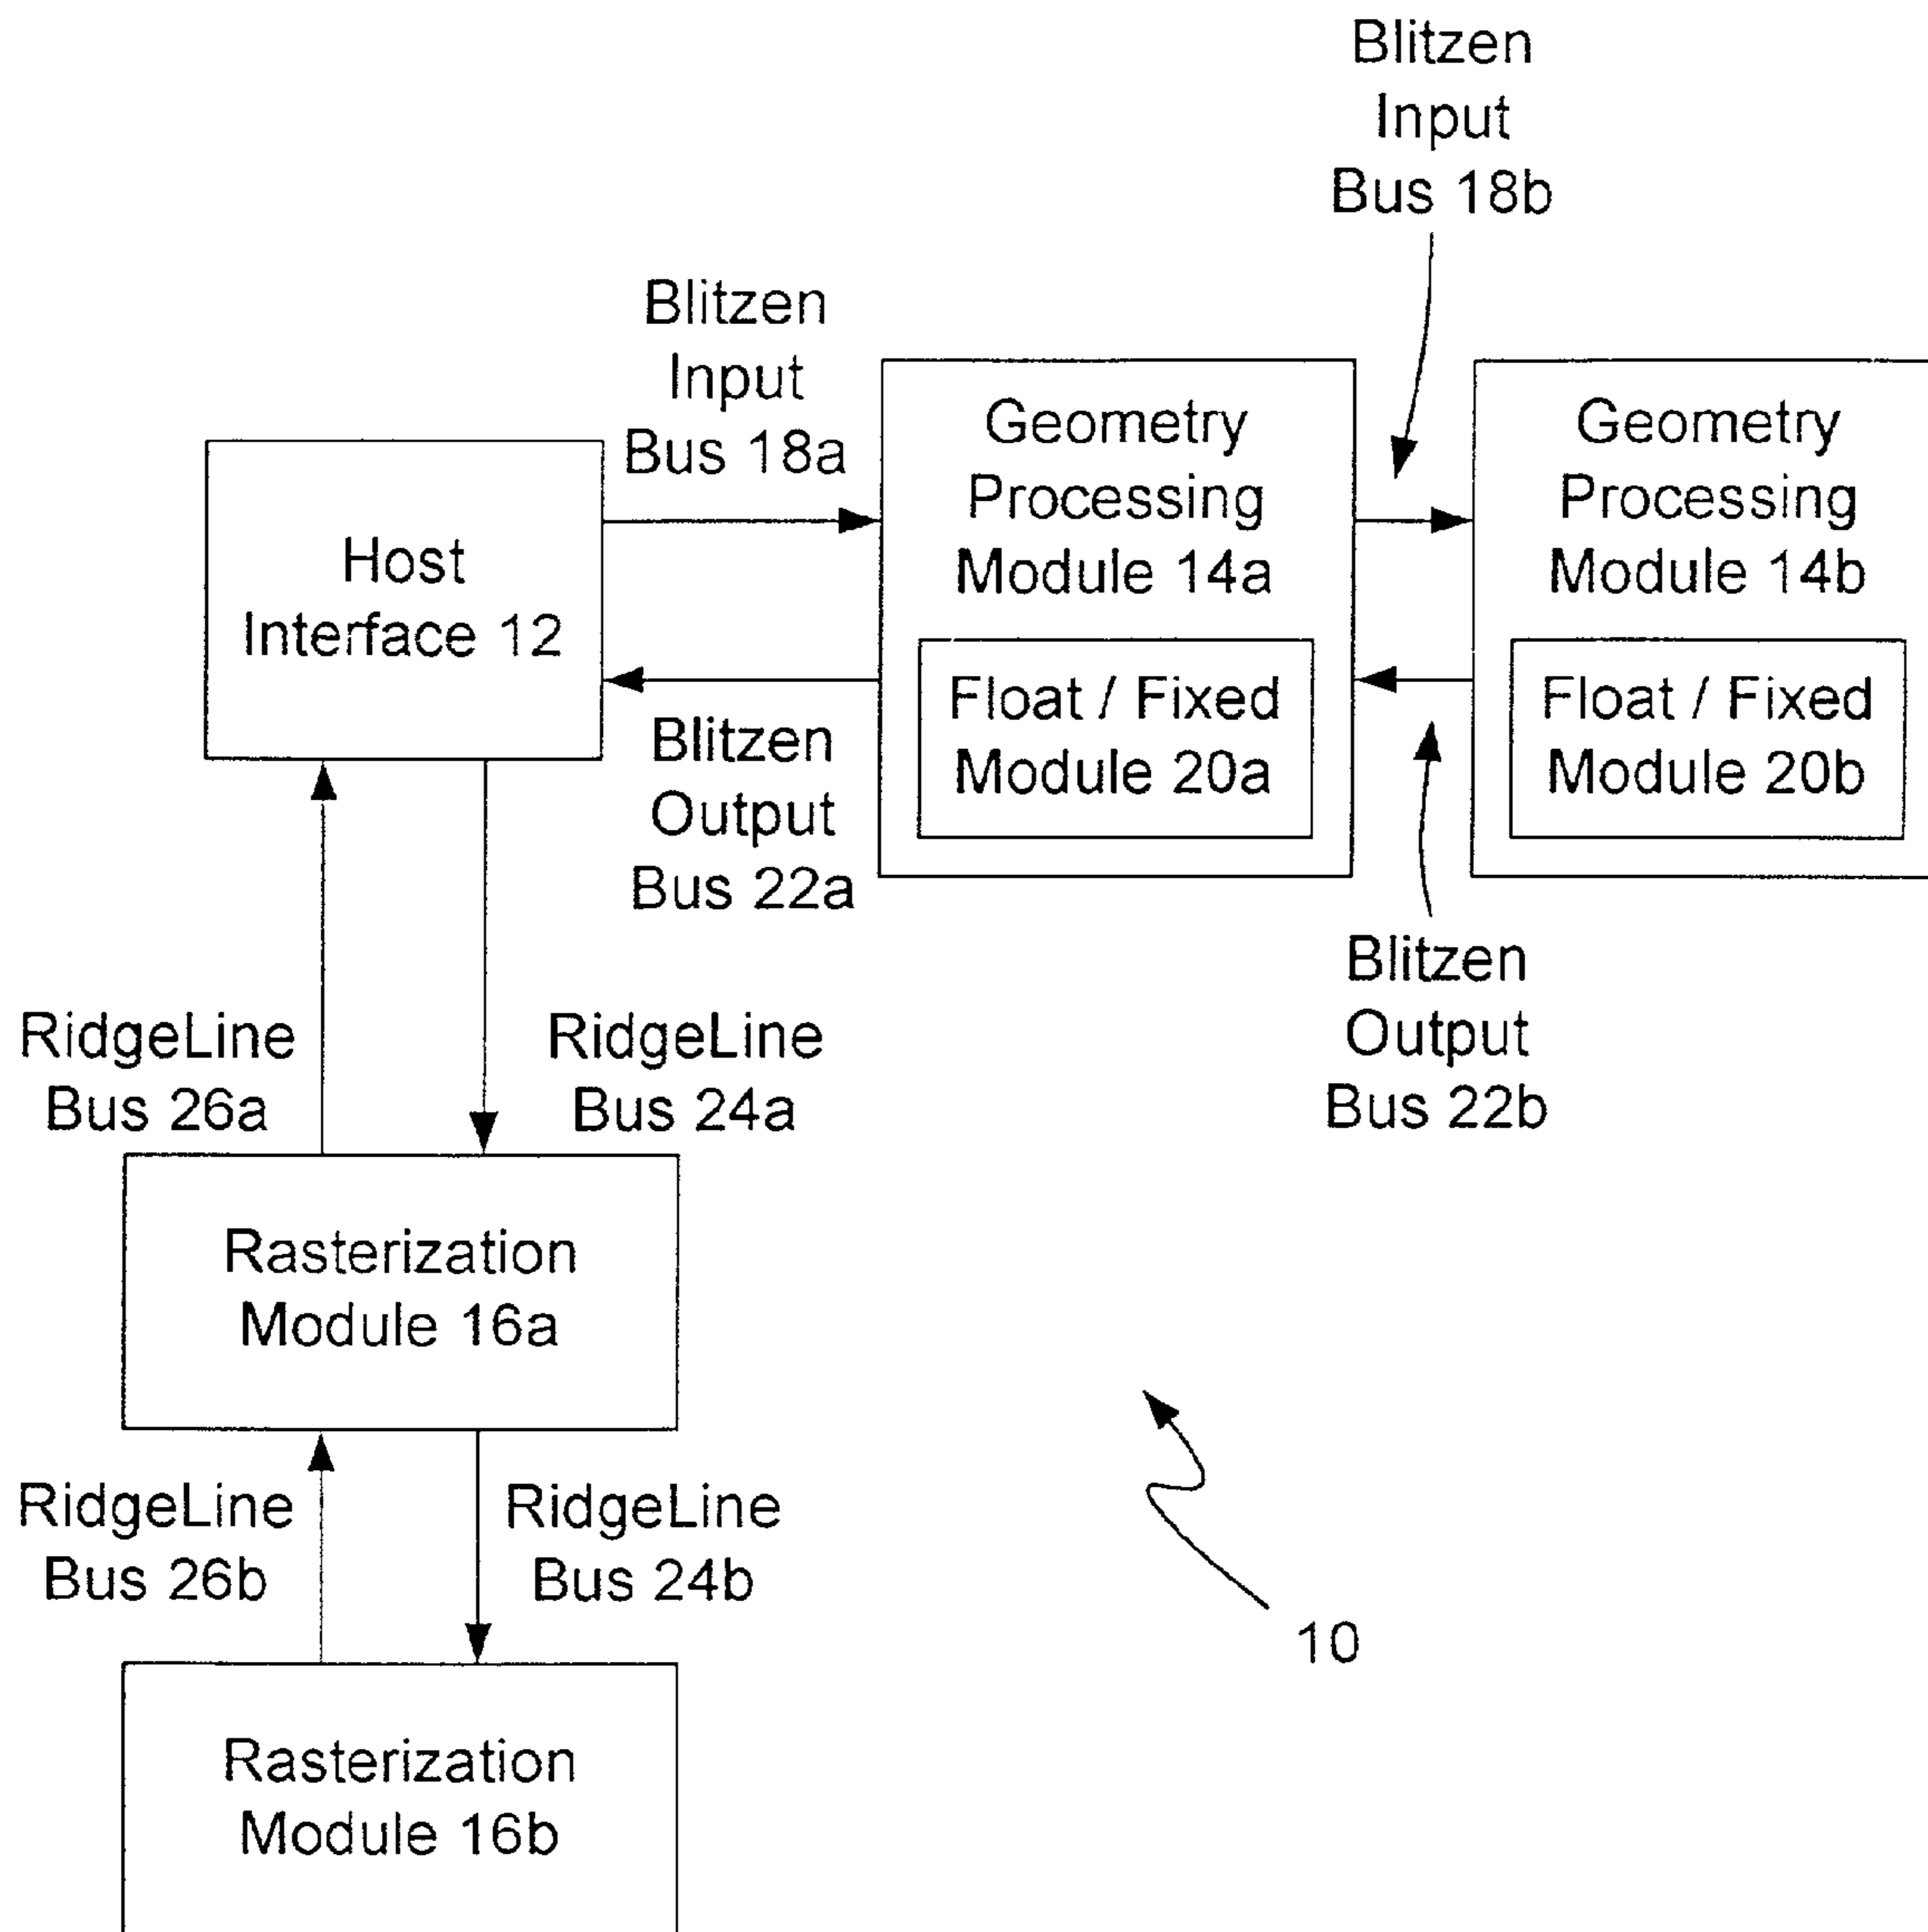 Blitzen
Input
Bus 18b
Blitzen
Input
Bus 18a
Geometry
Processing
Module 14a
Geometry
Processing
Module 14b
Host
Interface 12
Float / Fixed
Module 20a
Float / Fixed
Module 20b
Blitzen
Output
Bus 22a
Blitzen
Output
Bus 22b
RidgeLine
Bus 26a
RidgeLine
Bus 24a
Rasterization
Module 16a
RidgeLine
Bus 26b
RidgeLine
Bus 24b
10
Rasterization
Module 16b